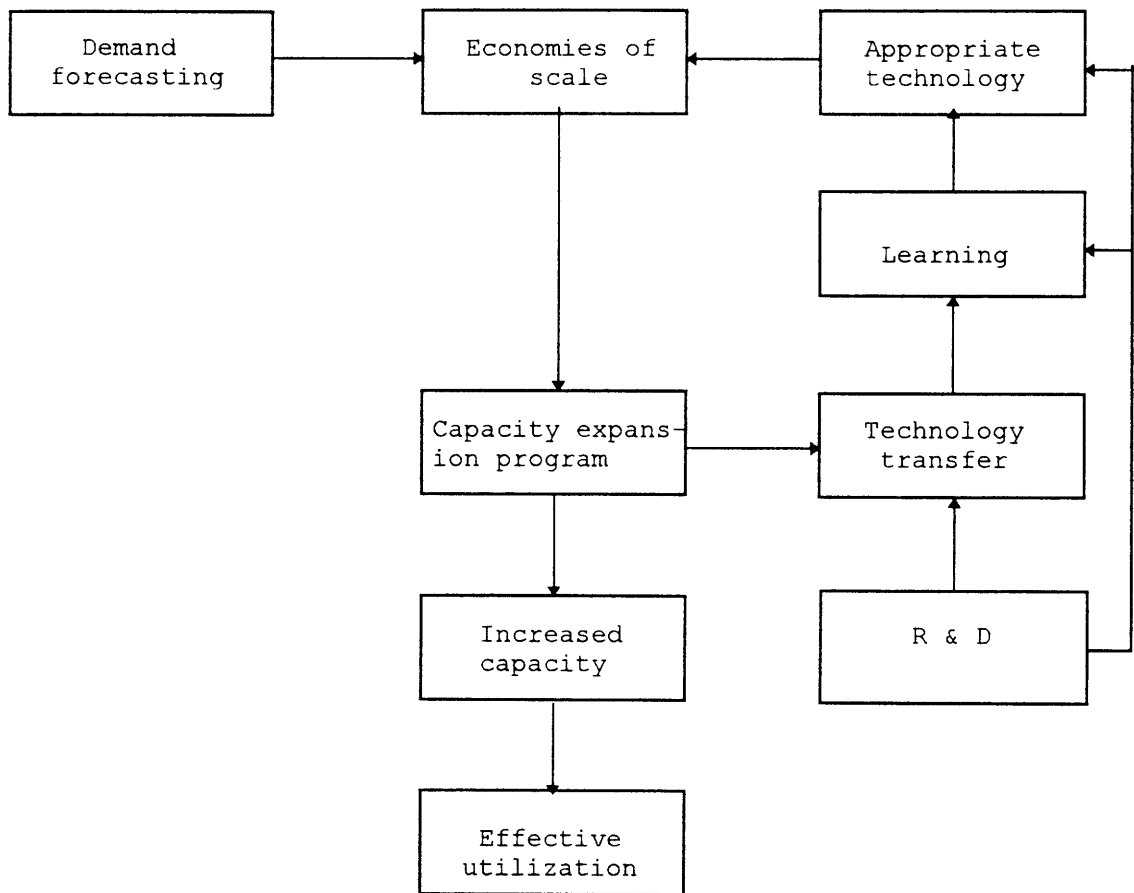 Demand
forecasting
Economies of
scale
Appropriate
technology
Learning
Capacity expans-
ion program
Technology
transfer
Increased
capacity
R & D
Effective
utilization